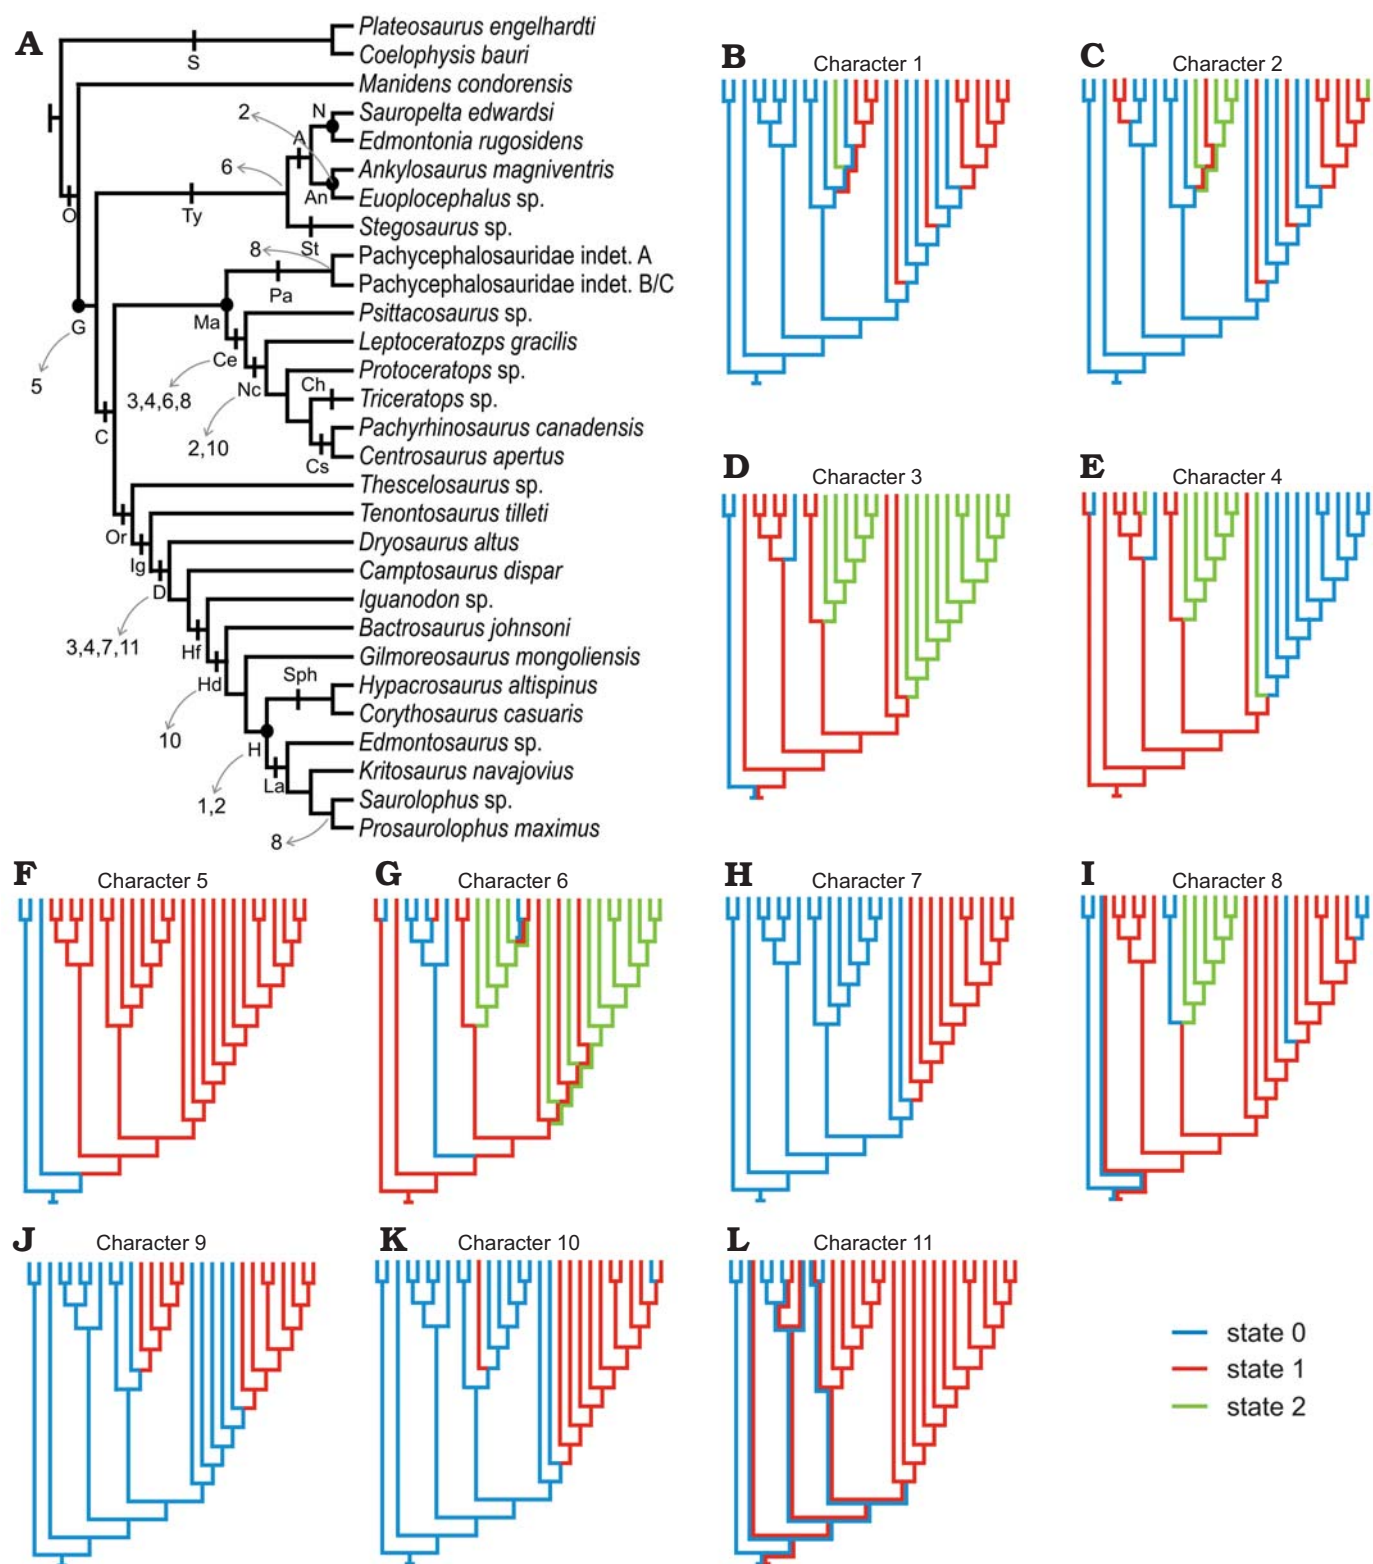 A
Plateosaurus engelhardti
S
Coelophysis bauri
Manidens condorensis
2
N
Sauropelta edwardsi
A
Edmontonia rugosidens
6
Ankylosaurus magniventris
An
Euoplocephalus sp.
O
Ty
Stegosaurus sp.
St
8
Pachycephalosauridae indet. A
Pa
Pachycephalosauridae indet. B/C
G
Ma
Psittacosaurus sp.
5
Ce
Leptoceratozps gracilis
3,4,6,8
Nc
Protoceratops sp.
Ch
Triceratops sp.
C
2,10
Pachyrhinosaurus canadensis
Cs
Centrosaurus apertus
Thescelosaurus sp.
Or
Tenontosaurus tilleti
Ig
Dryosaurus altus
D
Camptosaurus dispar
3,4,7,11
Hf
Iguanodon sp.
Hd
Bactrosaurus johnsoni
Gilmoreosaurus mongoliensis
10
Sph
Hypacrosaurus altispinus
Corythosaurus casuaris
H
Edmontosaurus sp.
1,2
La
Kritosaurus navajovius
Saurolophus sp.
8
Prosaurolophus maximus
B
Character 1
C
Character 2
D
Character 3
E
Character 4
F
Character 5
G
Character 6
H
Character 7
I
Character 8
J
Character 9
K
Character 10
L
Character 11
state 0
state 1
state 2